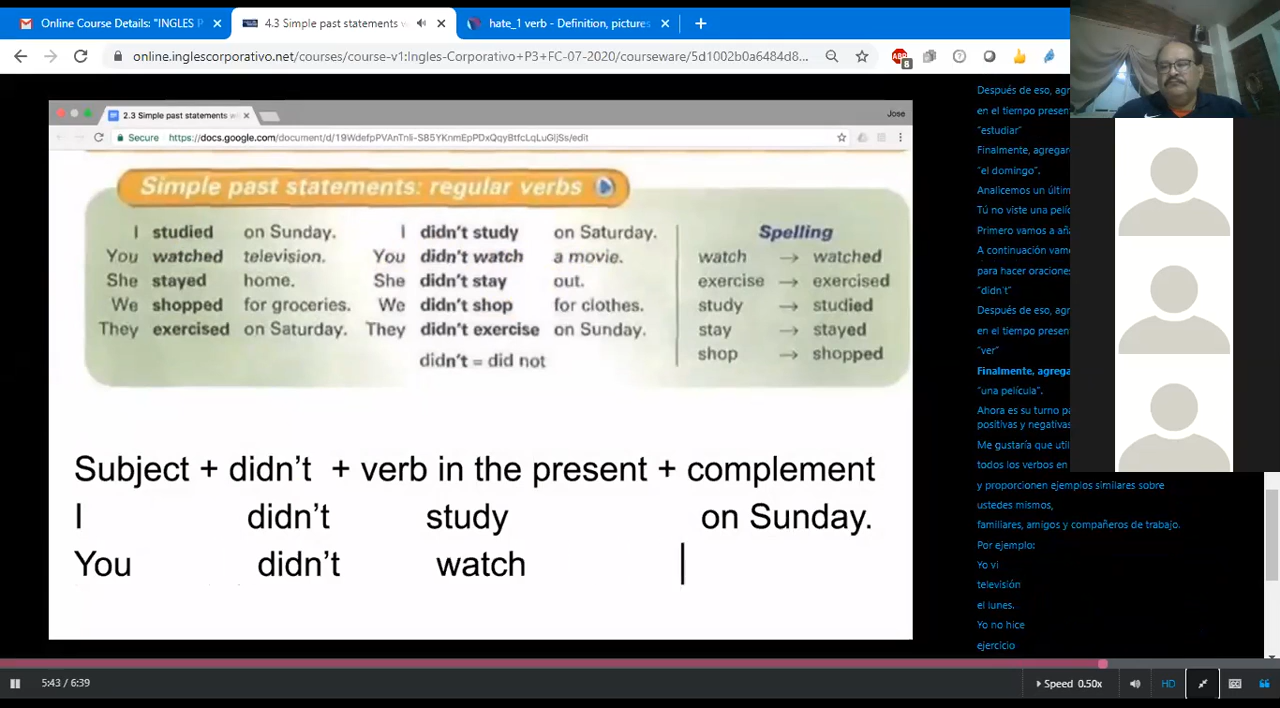 Online Course Details: "INGLES P
4.3 Simple past statements w
hate_1 verb - Definition, pictures
online.inglescorporativo.net/courses/course-v1:Ingles-Corporativo+P3+FC-07-2020/courseware/5d1002b0a6484d8...
8
2.3 Simple past statements w
Jose
Secure https://docs.google.com/document/d/19WdefpPVAnTnli-S85YKnmEpPDxQqyBtfcLqLuGIjSs/edit
Simple past statements: regular verbs
I studied on Sunday. I didn't study on Saturday. Spelling
You watched television. You didn't watch a movie. watch → watched
She stayed home. She didn't stay out. exercise → exercised
We shopped for groceries. We didn't shop for clothes. study → studied
They exercised on Saturday. They didn't exercise on Sunday. stay → stayed
didn't = did not shop → shopped
Subject + didn't + verb in the present + complement
I didn't study on Sunday.
You didn't watch
Después de eso, agre
en el tiempo presen
"estudiar"
Finalmente, agregare
"el domingo".
Analicemos un últim
Tú no viste una pelíc
Primero vamos a aña
A continuación vam
para hacer oraciones
"didn't"
Después de eso, agre
en el tiempo presen
"ver"
Finalmente, agrega
"una película".
Ahora es su turno pa
positivas y negativas
Me gustaría que util
todos los verbos en
y proporcionen ejemplos similares sobre
ustedes mismos,
familiares, amigos y compañeros de trabajo.
Por ejemplo:
Yo vi
televisión
el lunes.
Yo no hice
ejercicio
5:43 / 6:39
Speed 0.50x
HD
CC